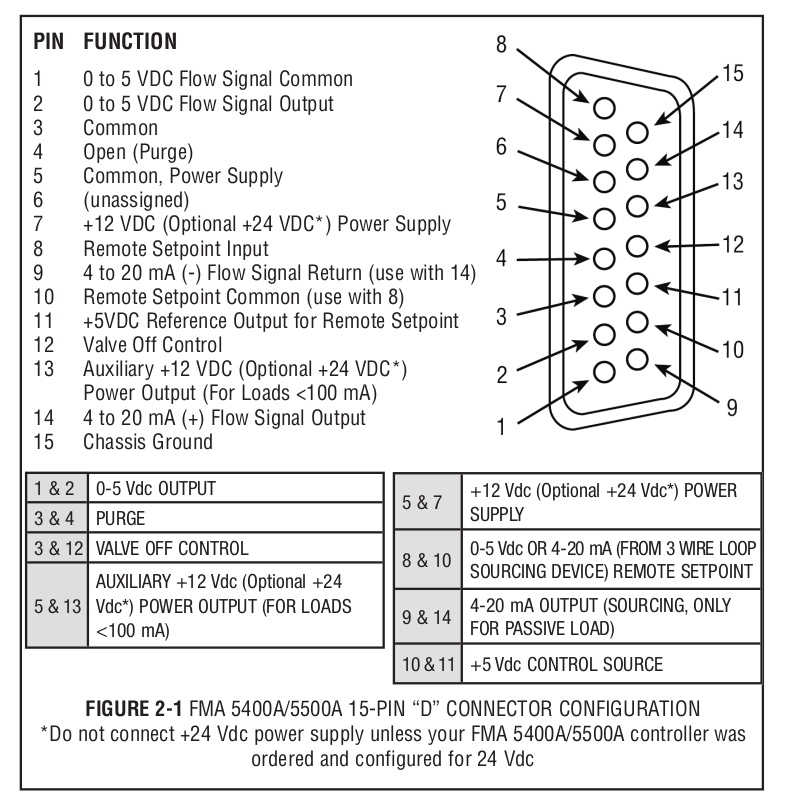 PIN FUNCTION
1 0 to 5 VDC Flow Signal Common
2 0 to 5 VDC Flow Signal Output
3 Common
4 Open (Purge)
5 Common, Power Supply
6 (unassigned)
7 +12 VDC (Optional +24 VDC*) Power Supply
8 Remote Setpoint Input
9 4 to 20 mA (-) Flow Signal Return (use with 14)
10 Remote Setpoint Common (use with 8)
11 +5VDC Reference Output for Remote Setpoint
12 Valve Off Control
13 Auxiliary +12 VDC (Optional +24 VDC*)
Power Output (For Loads <100 mA)
14 4 to 20 mA (+) Flow Signal Output
15 Chassis Ground
8
7
6
5
4
3
2
1
15
14
13
12
11
10
9
1 & 2 0-5 Vdc OUTPUT
3 & 4 PURGE
3 & 12 VALVE OFF CONTROL
5 & 13 AUXILIARY +12 Vdc (Optional +24
Vdc*) POWER OUTPUT (FOR LOADS
<100 mA)
5 & 7 +12 Vdc (Optional +24 Vdc*) POWER
SUPPLY
8 & 10 0-5 Vdc OR 4-20 mA (FROM 3 WIRE LOOP
SOURCING DEVICE) REMOTE SETPOINT
9 & 14 4-20 mA OUTPUT (SOURCING, ONLY
FOR PASSIVE LOAD)
10 & 11 +5 Vdc CONTROL SOURCE
FIGURE 2-1 FMA 5400A/5500A 15-PIN “D” CONNECTOR CONFIGURATION
*Do not connect +24 Vdc power supply unless your FMA 5400A/5500A controller was
ordered and configured for 24 Vdc